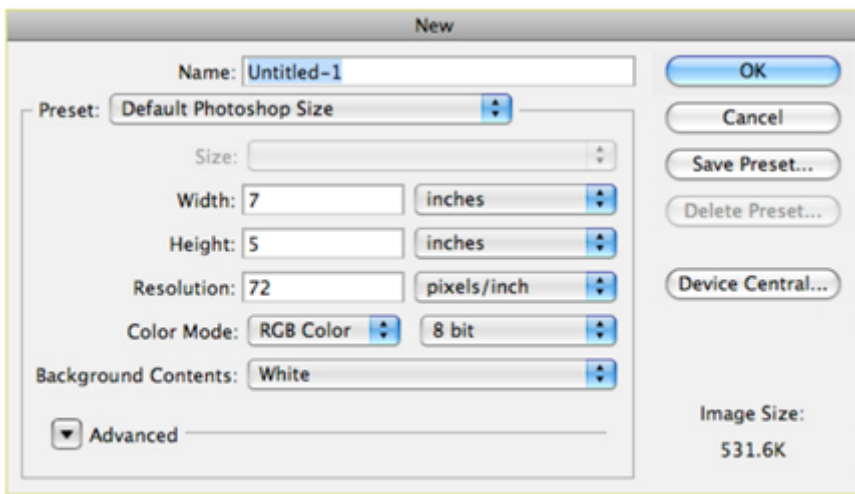 New
Name: Untitled-1
OK
Preset: Default Photoshop Size
Cancel
Size:
Save Preset...
Width: 7 inches
Delete Preset...
Height: 5 inches
Resolution: 72 pixels/inch
Device Central...
Color Mode: RGB Color 8 bit
Background Contents: White
Image Size:
Advanced
531.6K